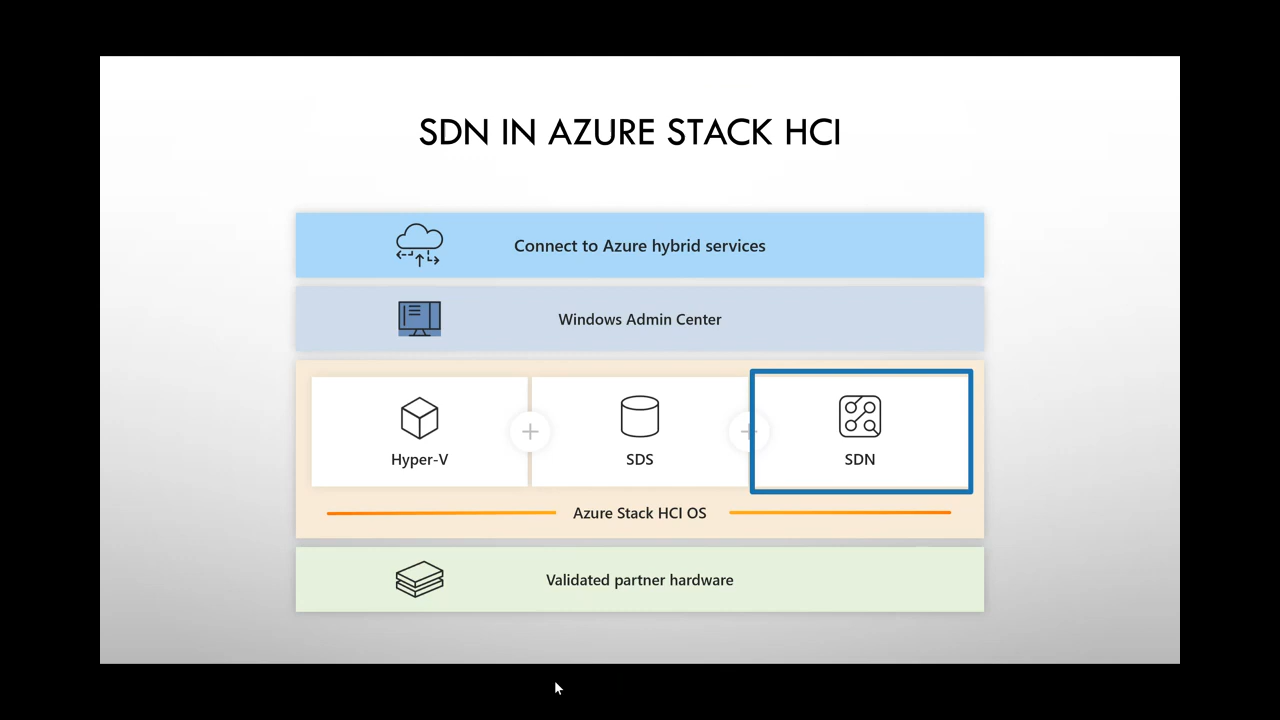 SDN IN AZURE STACK HCI
Connect to Azure hybrid services
Windows Admin Center
Hyper-V
SDS
SDN
Azure Stack HCI OS
Validated partner hardware